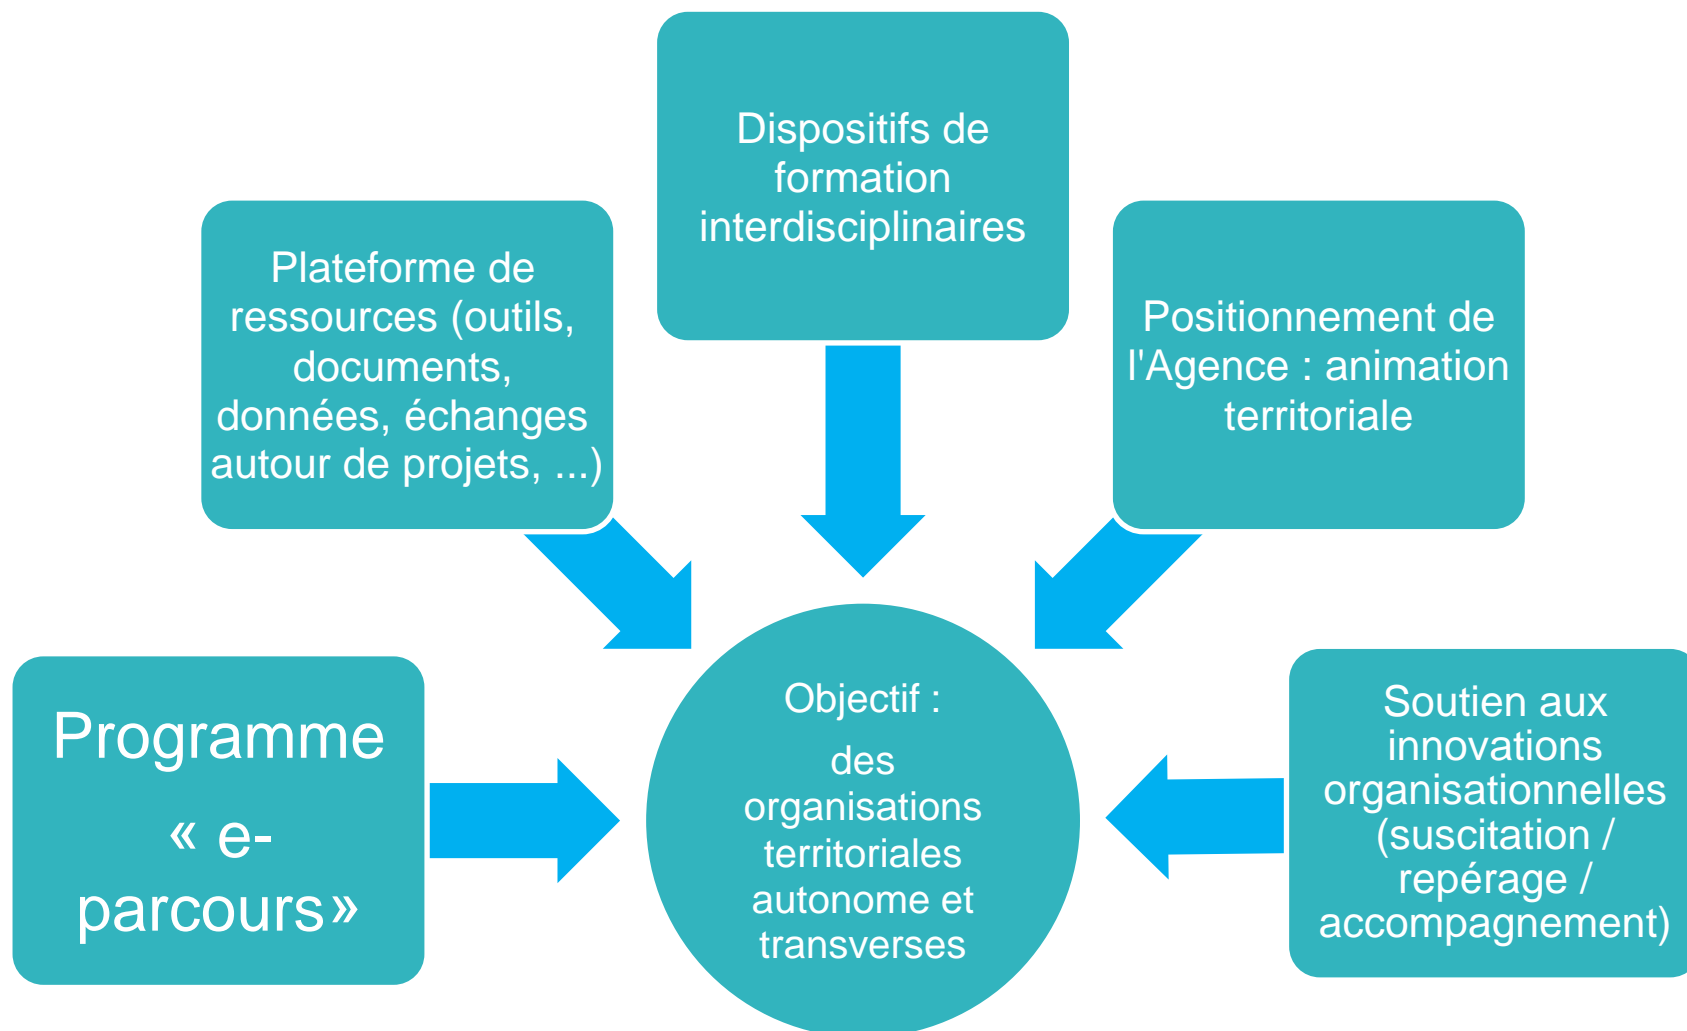 Dispositifs de
formation
interdisciplinaires
Plateforme de
ressources (outils,
documents,
données, échanges
autour de projets, ...)
Positionnement de
l'Agence : animation
territoriale
Programme
« e-
parcours»
Objectif :
des
organisations
territoriales
autonome et
transverses
Soutien aux
innovations
organisationnelles
(suscitation /
repérage /
accompagnement)